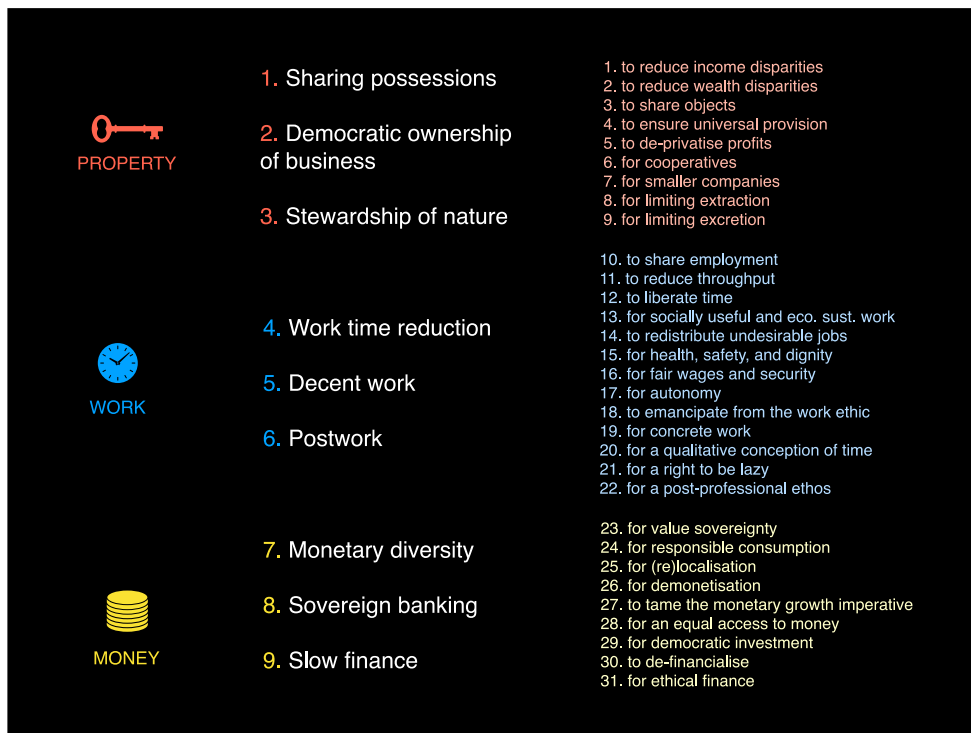 PROPERTY
1. Sharing possessions
2. Democratic ownership
of business
3. Stewardship of nature
1. to reduce income disparities
2. to reduce wealth disparities
3. to share objects
4. to ensure universal provision
5. to de-privatise profits
6. for cooperatives
7. for smaller companies
8. for limiting extraction
9. for limiting excretion
WORK
4. Work time reduction
5. Decent work
6. Postwork
10. to share employment
11. to reduce throughput
12. to liberate time
13. for socially useful and eco. sust. work
14. to redistribute undesirable jobs
15. for health, safety, and dignity
16. for fair wages and security
17. for autonomy
18. to emancipate from the work ethic
19. for concrete work
20. for a qualitative conception of time
21. for a right to be lazy
22. for a post-professional ethos
MONEY
7. Monetary diversity
8. Sovereign banking
9. Slow finance
23. for value sovereignty
24. for responsible consumption
25. for (re)localisation
26. for demonetisation
27. to tame the monetary growth imperative
28. for an equal access to money
29. for democratic investment
30. to de-financialise
31. for ethical finance